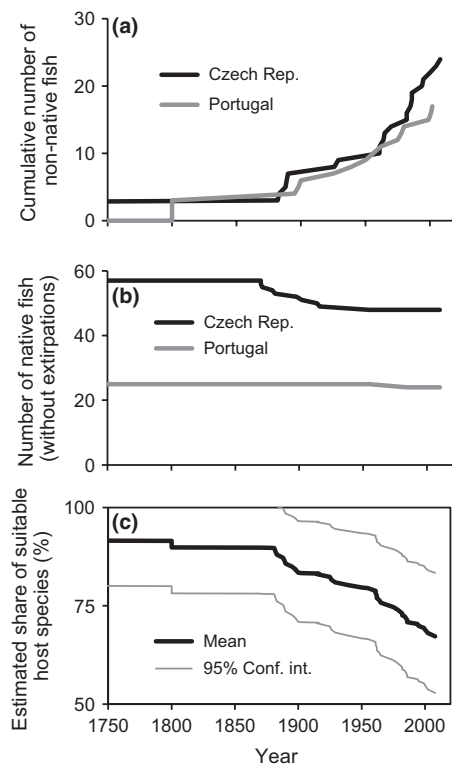 (a)
Cumulative number of
non-native fish
30
20
10
0
Czech Rep.
Portugal
(b)
Number of native fish
(without extirpations)
60
40
20
0
Czech Rep.
Portugal
(c)
Estimated share of suitable
host species (%)
100
75
50
Mean
95% Conf. int.
1750 1800 1850 1900 1950 2000
Year